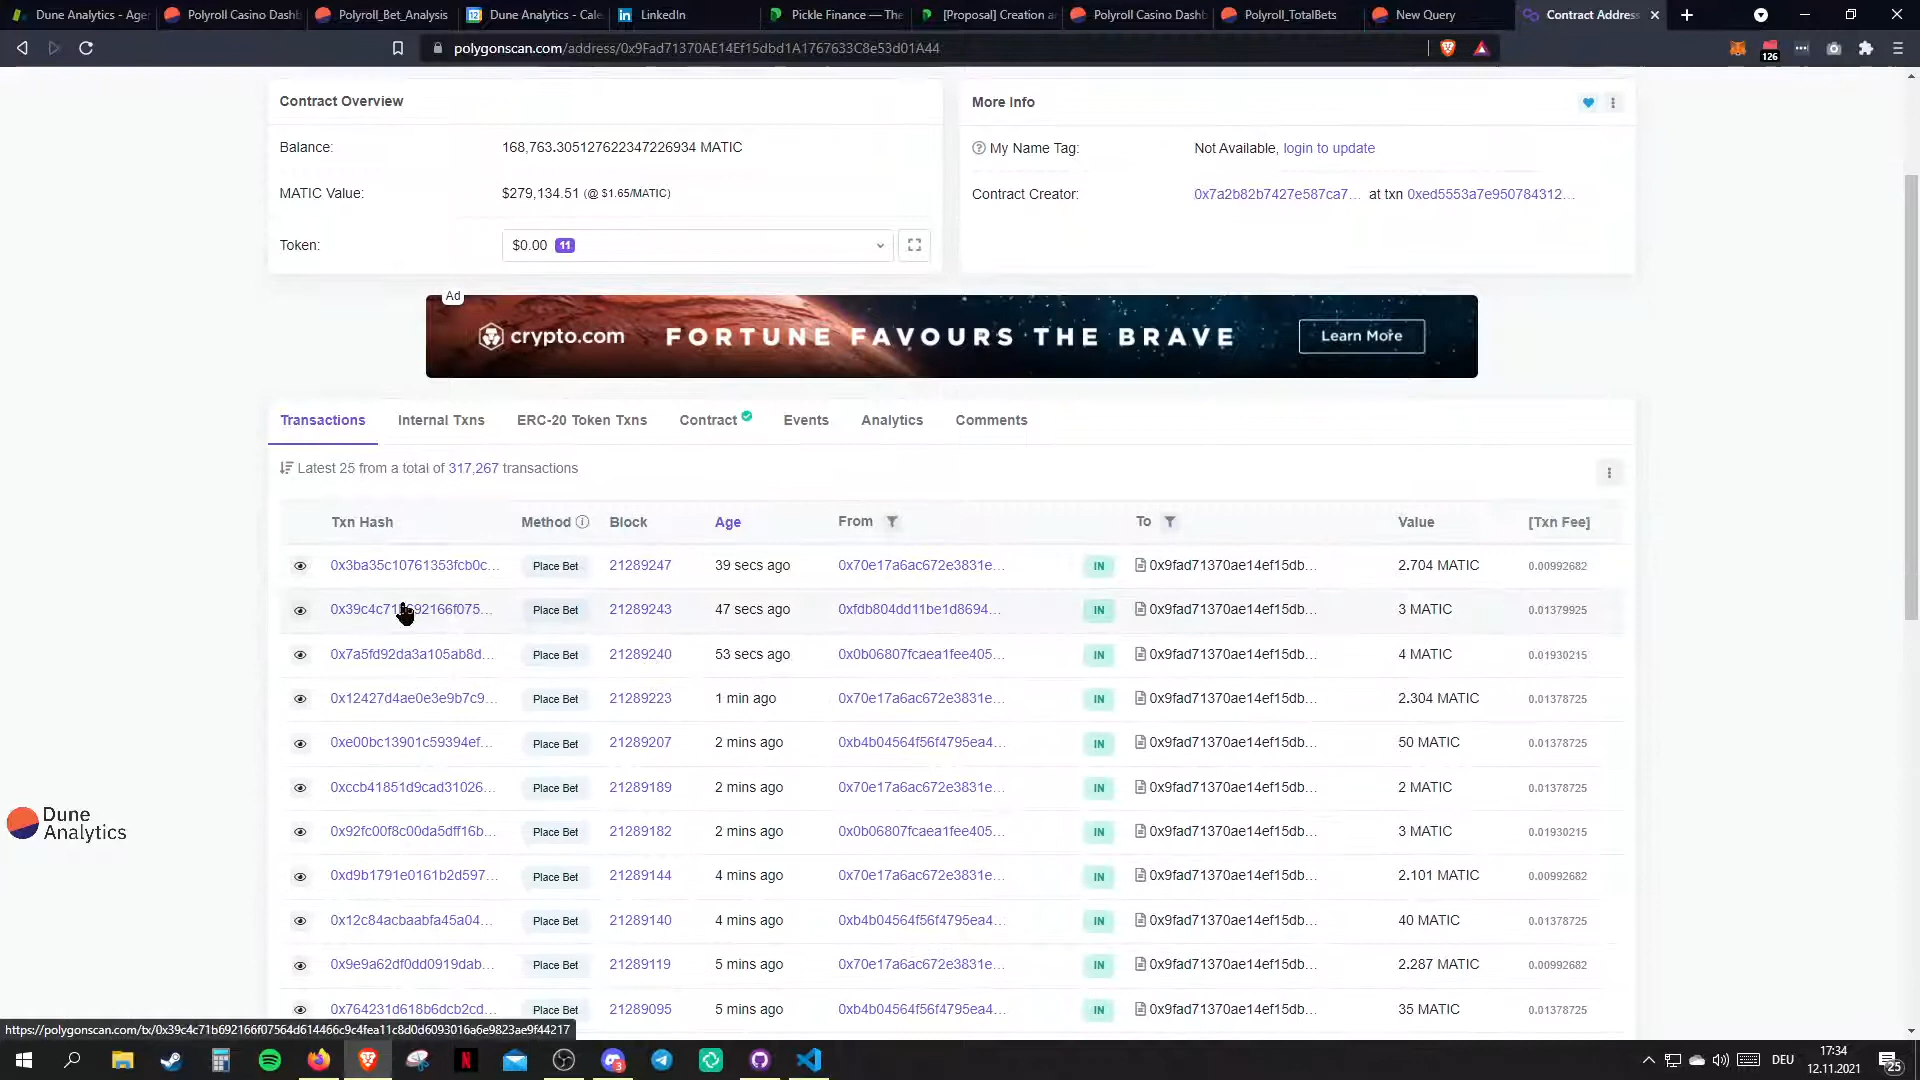 Dune Analytics - Ager
Polyroll Casino Dashb
Polyroll_Bet_Analysis
Dune Analytics - Cale
LinkedIn
Pickle Finance — The
[Proposal] Creation a
Polyroll Casino Dashb
Polyroll_TotalBets
New Query
Contract Address
polygonscan.com/address/0x9Fad71370AE14Ef15dbd1A1767633C8e53d01A44
126
Contract Overview
Balance: 168,763.305127622347226934 MATIC
MATIC Value: $279,134.51 (@ $1.65/MATIC)
Token: $0.00 11
More Info
My Name Tag: Not Available, login to update
Contract Creator: 0x7a2b82b7427e587ca7... at txn 0xed5553a7e950784312...
Ad
crypto.com FORTUNE FAVOURS THE BRAVE Learn More
Transactions Internal Txns ERC-20 Token Txns Contract Events Analytics Comments
Latest 25 from a total of 317,267 transactions
Txn Hash Method Block Age From To Value [Txn Fee]
0x3ba35c10761353fcb0c... Place Bet 21289247 39 secs ago 0x70e17a6ac672e3831e... IN 0x9fad71370ae14ef15db... 2.704 MATIC 0.00992682
0x39c4c71b692166f075... Place Bet 21289243 47 secs ago 0xfdb804dd11be1d8694... IN 0x9fad71370ae14ef15db... 3 MATIC 0.01379925
0x7a5fd92da3a105ab8d... Place Bet 21289240 53 secs ago 0x0b06807fcaea1fee405... IN 0x9fad71370ae14ef15db... 4 MATIC 0.01930215
0x12427d4ae0e3e9b7c9... Place Bet 21289223 1 min ago 0x70e17a6ac672e3831e... IN 0x9fad71370ae14ef15db... 2.304 MATIC 0.01378725
0xe00bc13901c59394ef... Place Bet 21289207 2 mins ago 0xb4b04564f56f4795ea4... IN 0x9fad71370ae14ef15db... 50 MATIC 0.01378725
0xccb41851d9cad31026... Place Bet 21289189 2 mins ago 0x70e17a6ac672e3831e... IN 0x9fad71370ae14ef15db... 2 MATIC 0.01378725
0x92fc00f8c00da5dff16b... Place Bet 21289182 2 mins ago 0x0b06807fcaea1fee405... IN 0x9fad71370ae14ef15db... 3 MATIC 0.01930215
0xd9b1791e0161b2d597... Place Bet 21289144 4 mins ago 0x70e17a6ac672e3831e... IN 0x9fad71370ae14ef15db... 2.101 MATIC 0.00992682
0x12c84acbaabfa45a04... Place Bet 21289140 4 mins ago 0xb4b04564f56f4795ea4... IN 0x9fad71370ae14ef15db... 40 MATIC 0.01378725
0x9e9a62df0dd0919dab... Place Bet 21289119 5 mins ago 0x70e17a6ac672e3831e... IN 0x9fad71370ae14ef15db... 2.287 MATIC 0.00992682
0x764231d618b6dcb2cd... Place Bet 21289095 5 mins ago 0xb4b04564f56f4795ea4... IN 0x9fad71370ae14ef15db... 35 MATIC 0.01378725
Dune
Analytics
https://polygonscan.com/tx/0x39c4c71b692166f07564d614466c9c4fea11c8d0d6093016a6e9823ae9f44217
DEU
17:34
12.11.2021
25